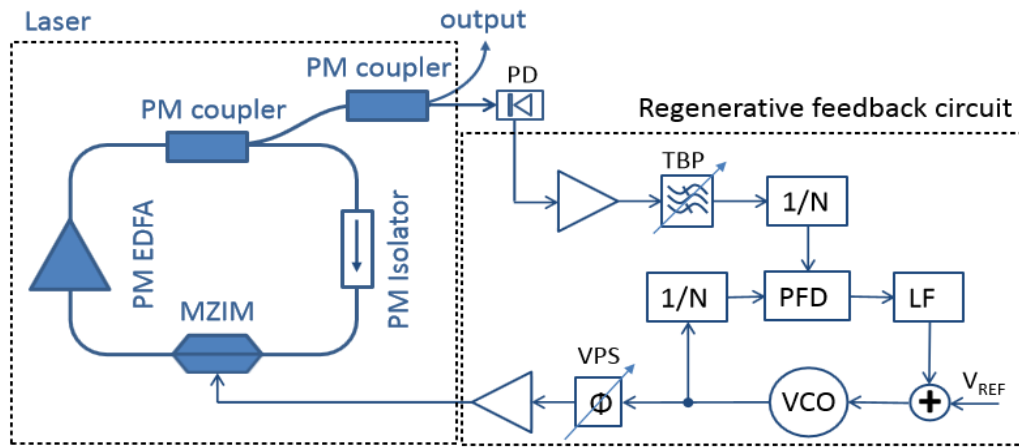 Laser
output
PM coupler
PD
PM coupler
Regenerative feedback circuit
TBP
1/N
PM EDFA
PM Isolator
1/N
PFD
LF
MZIM
VPS
Φ
VCO
+
VREF